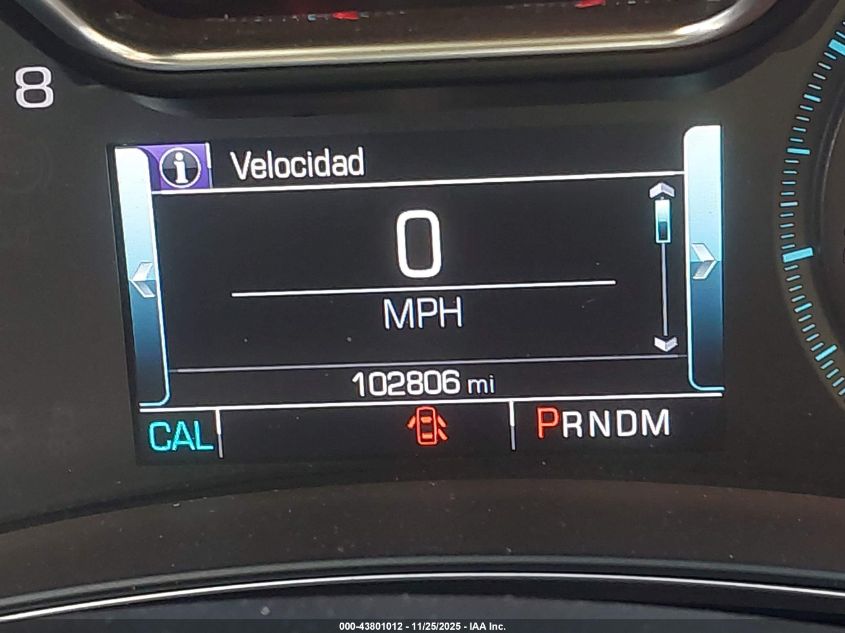 8
Velocidad
0
MPH
102806 mi
CAL PRNDM
000-43801012 - 11/25/2025 - IAA Inc.